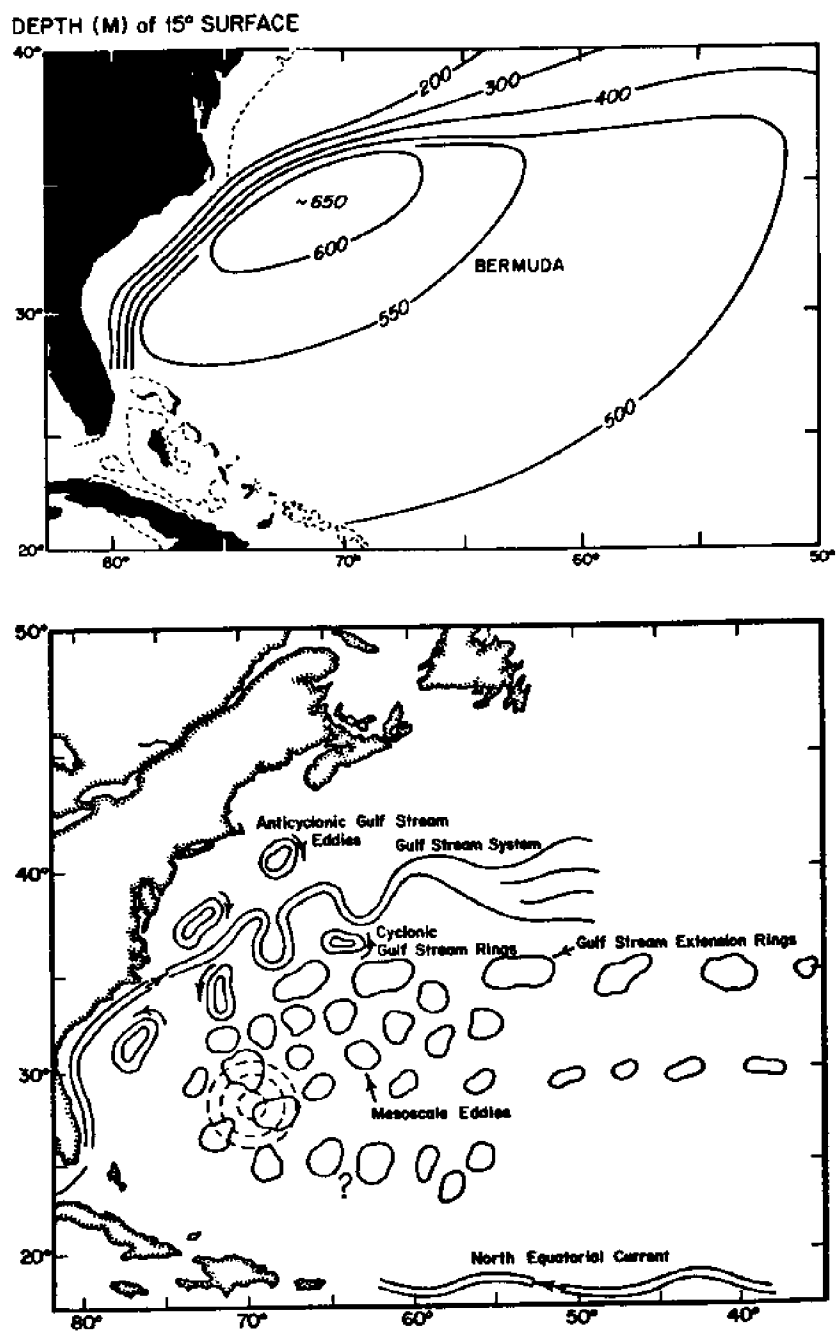 DEPTH (M) of 15° SURFACE
40°
200
300
400
~650
600
BERMUDA
30°
550
500
20°
80°
70°
60°
50°
50°
Anticyclonic Gulf Stream
Eddies
Gulf Stream System
40°
Cyclonic
Gulf Stream Rings
Gulf Stream Extension Rings
30°
Mesoscale Eddies
?
20°
North Equatorial Current
80°
70°
60°
50°
40°